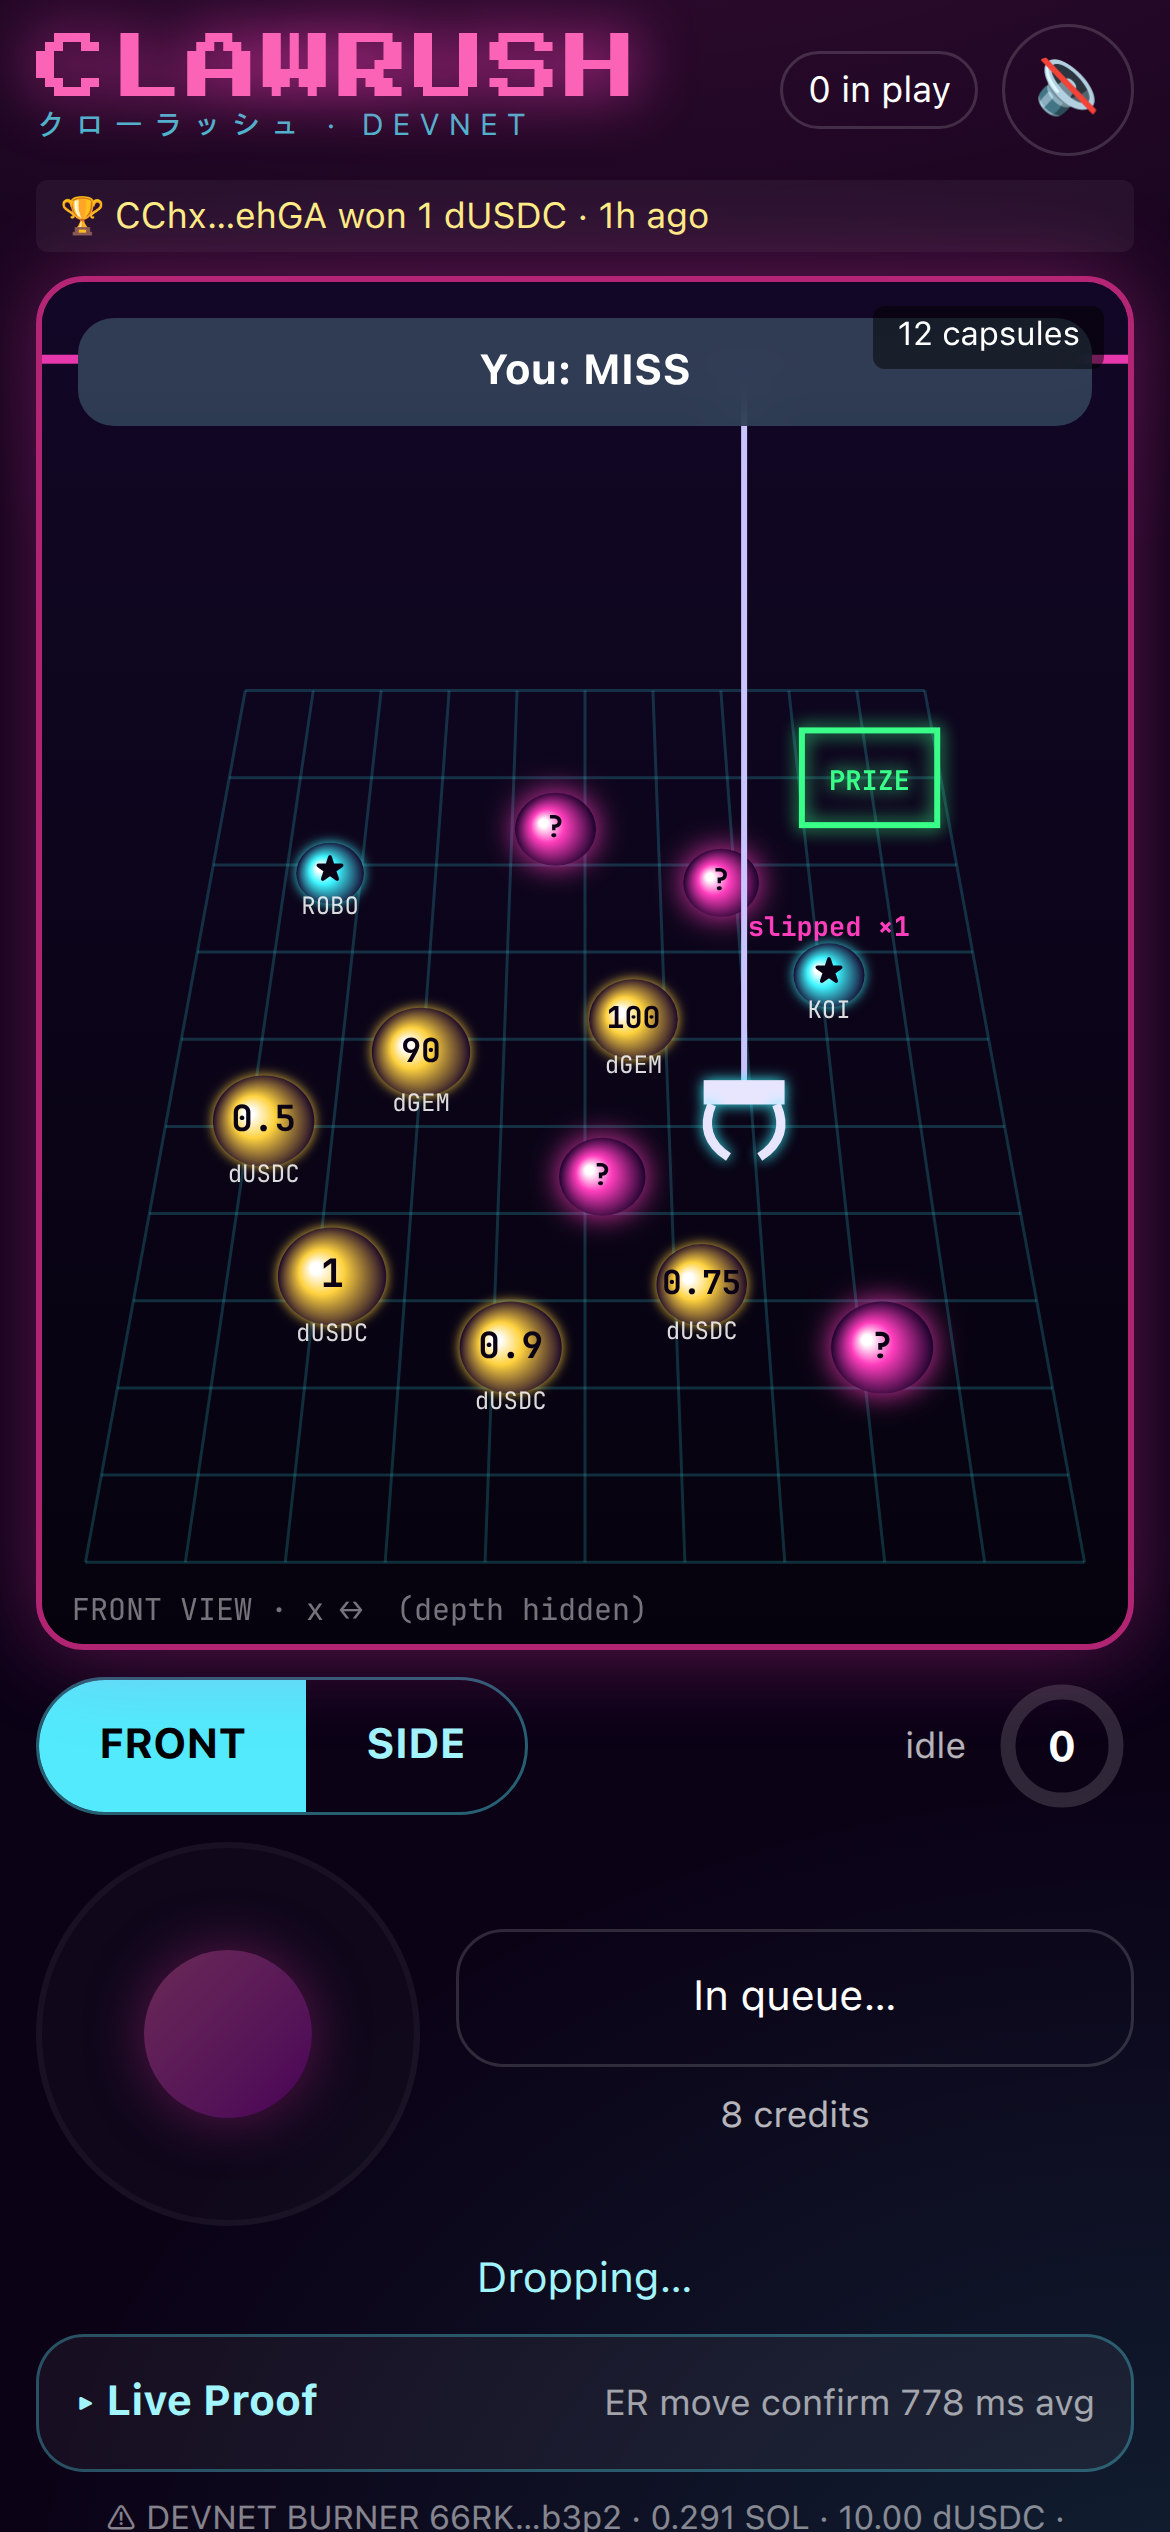 CLAWRUSH
クローラッシュ · DEVNET
0 in play
🏆 CChx...ehGA won 1 dUSDC · 1h ago
12 capsules
You: MISS
PRIZE
?
★
ROBO
?
slipped ×1
★
KOI
100
dGEM
90
dGEM
0.5
dUSDC
?
1
dUSDC
0.75
dUSDC
0.9
dUSDC
?
FRONT VIEW · x ↔ (depth hidden)
FRONT
SIDE
idle
0
In queue…
8 credits
Dropping…
▸ Live Proof
ER move confirm 778 ms avg
⚠ DEVNET BURNER 66RK...b3p2 · 0.291 SOL · 10.00 dUSDC ·